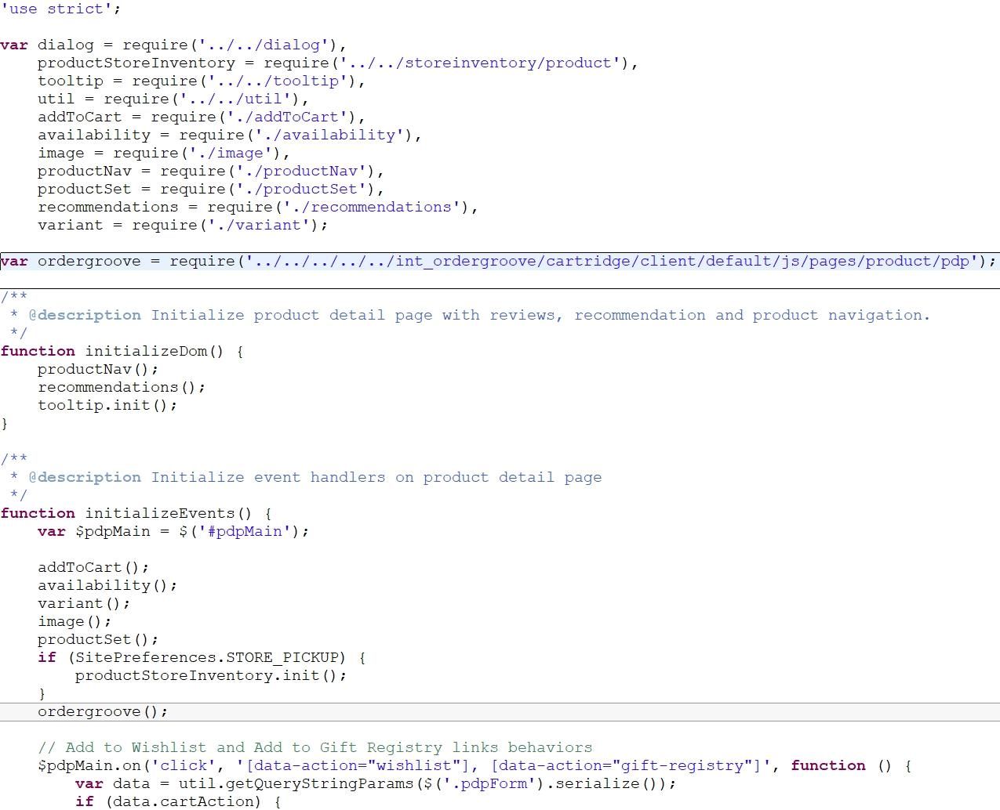 'use strict';

var dialog = require('../../dialog'),
    productStoreInventory = require('../../storeinventory/product'),
    tooltip = require('../../tooltip'),
    util = require('../../util'),
    addToCart = require('./addToCart'),
    availability = require('./availability'),
    image = require('./image'),
    productNav = require('./productNav'),
    productSet = require('./productSet'),
    recommendations = require('./recommendations'),
    variant = require('./variant');

var ordergroove = require('../../../../../int_ordergroove/cartridge/client/default/js/pages/product/pdp');

/**
 * @description Initialize product detail page with reviews, recommendation and product navigation.
 */
function initializeDom() {
    productNav();
    recommendations();
    tooltip.init();
}

/**
 * @description Initialize event handlers on product detail page
 */
function initializeEvents() {
    var $pdpMain = $('#pdpMain');

    addToCart();
    availability();
    variant();
    image();
    productSet();
    if (SitePreferences.STORE_PICKUP) {
        productStoreInventory.init();
    }
    ordergroove();

    // Add to Wishlist and Add to Gift Registry links behaviors
    $pdpMain.on('click', '[data-action="wishlist"], [data-action="gift-registry"]', function () {
        var data = util.getQueryStringParams($('.pdpForm').serialize());
        if (data.cartAction) {